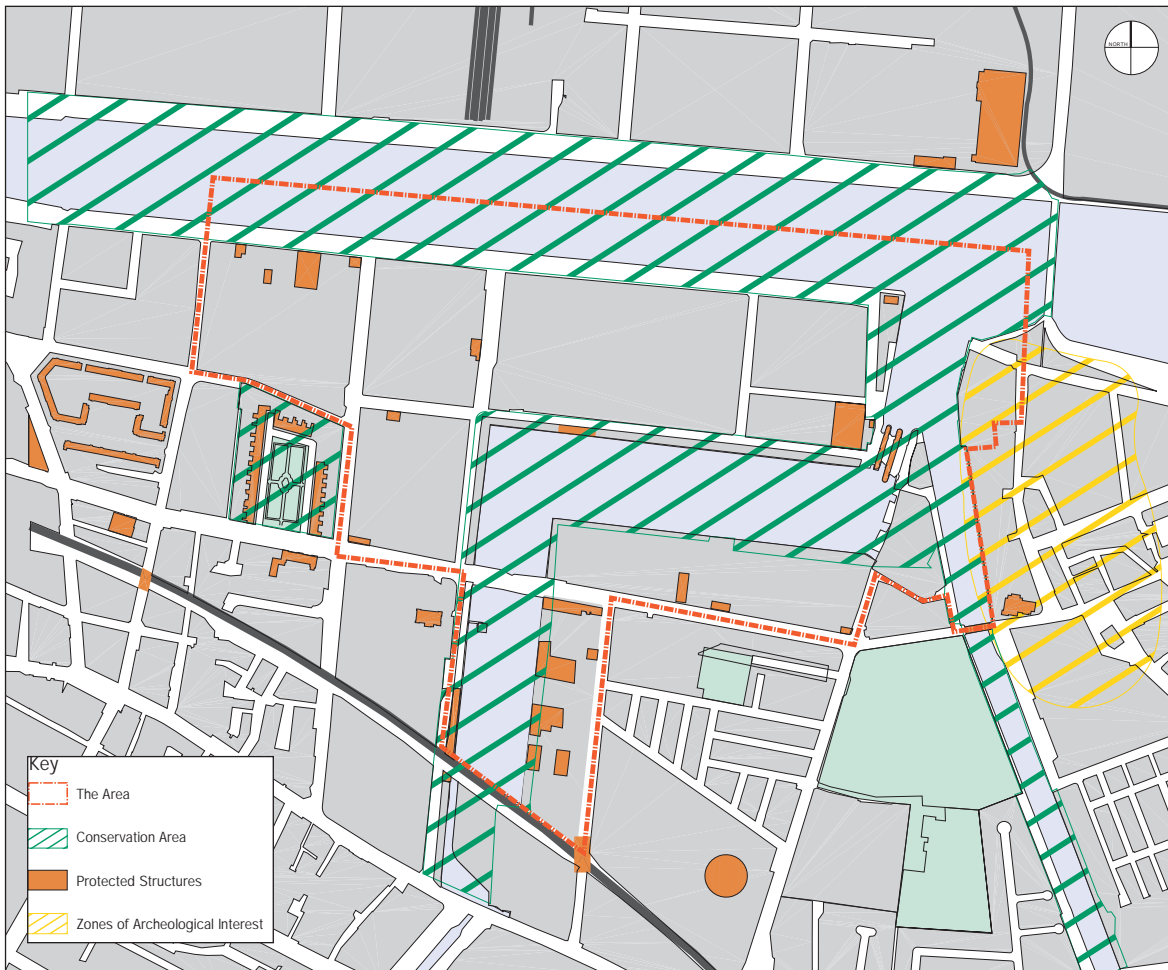 NORTH
Key
The Area
Conservation Area
Protected Structures
Zones of Archeological Interest